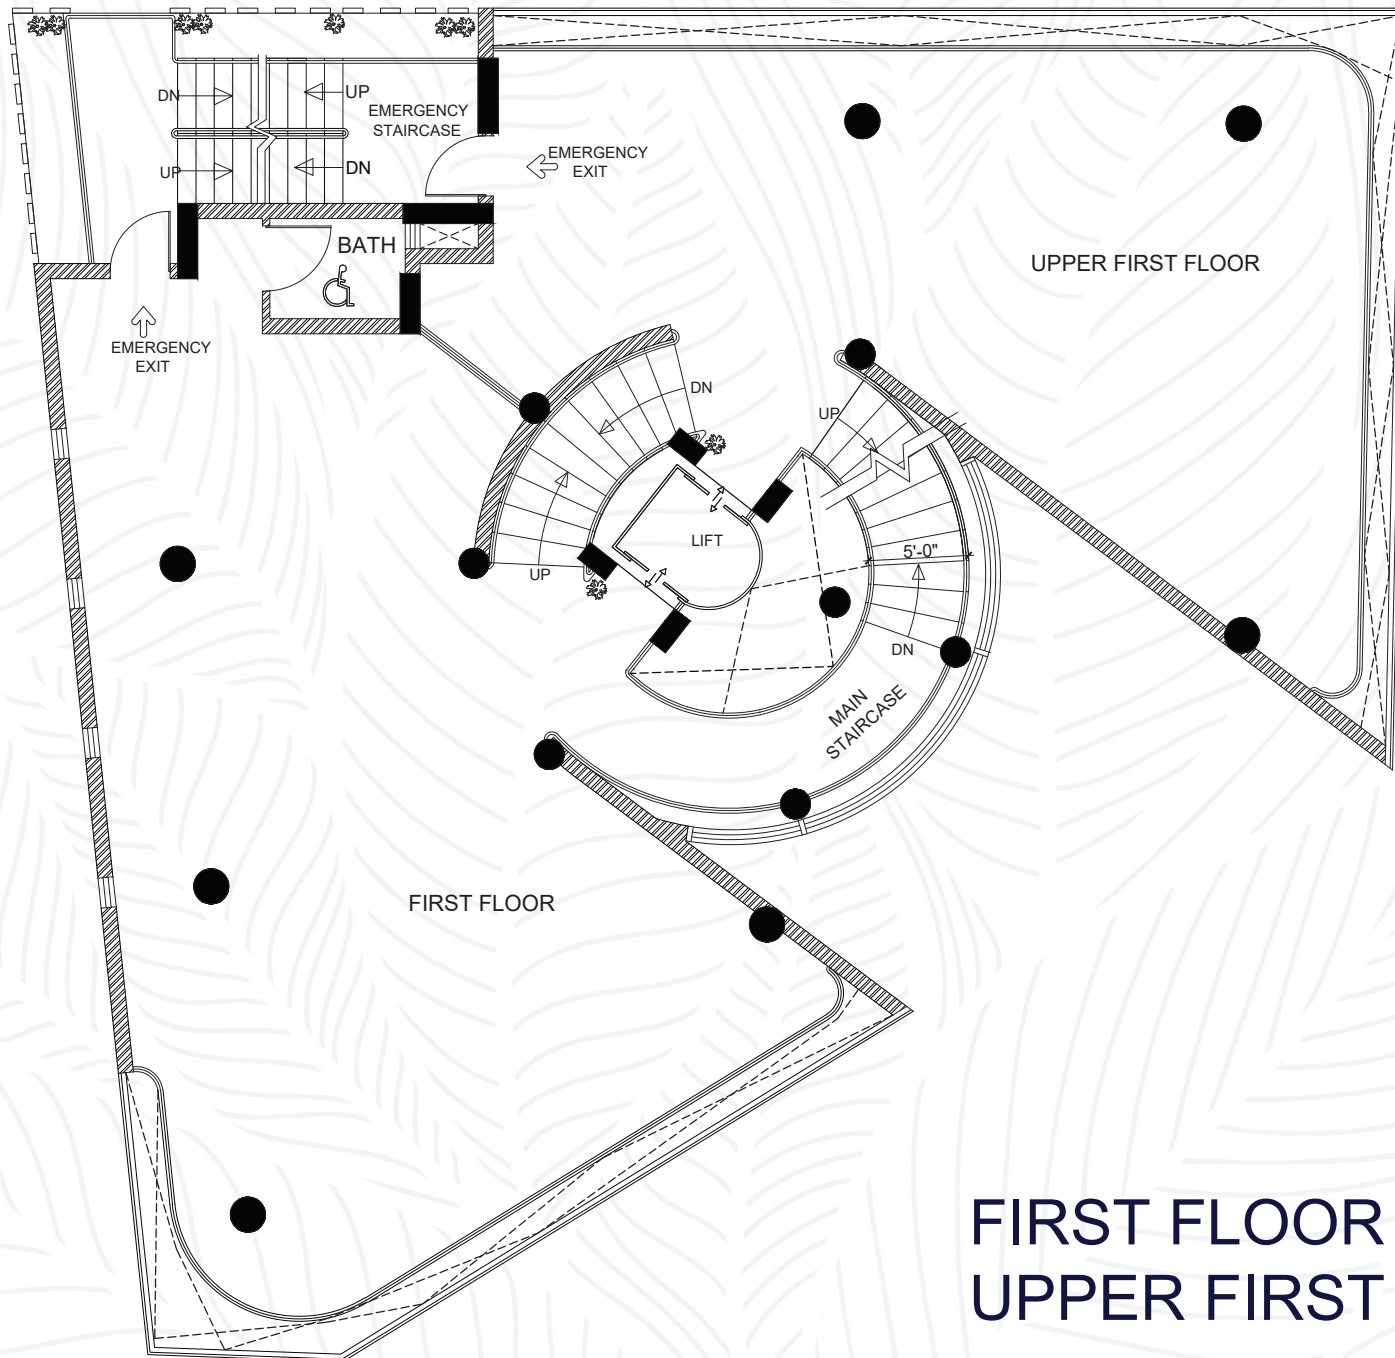 DN
UP
EMERGENCY
STAIRCASE
UP
DN
EMERGENCY
EXIT
BATH
UPPER FIRST FLOOR
EMERGENCY
EXIT
DN
UP
LIFT
5'-0"
UP
DN
MAIN
STAIRCASE
FIRST FLOOR
FIRST FLOOR
UPPER FIRST